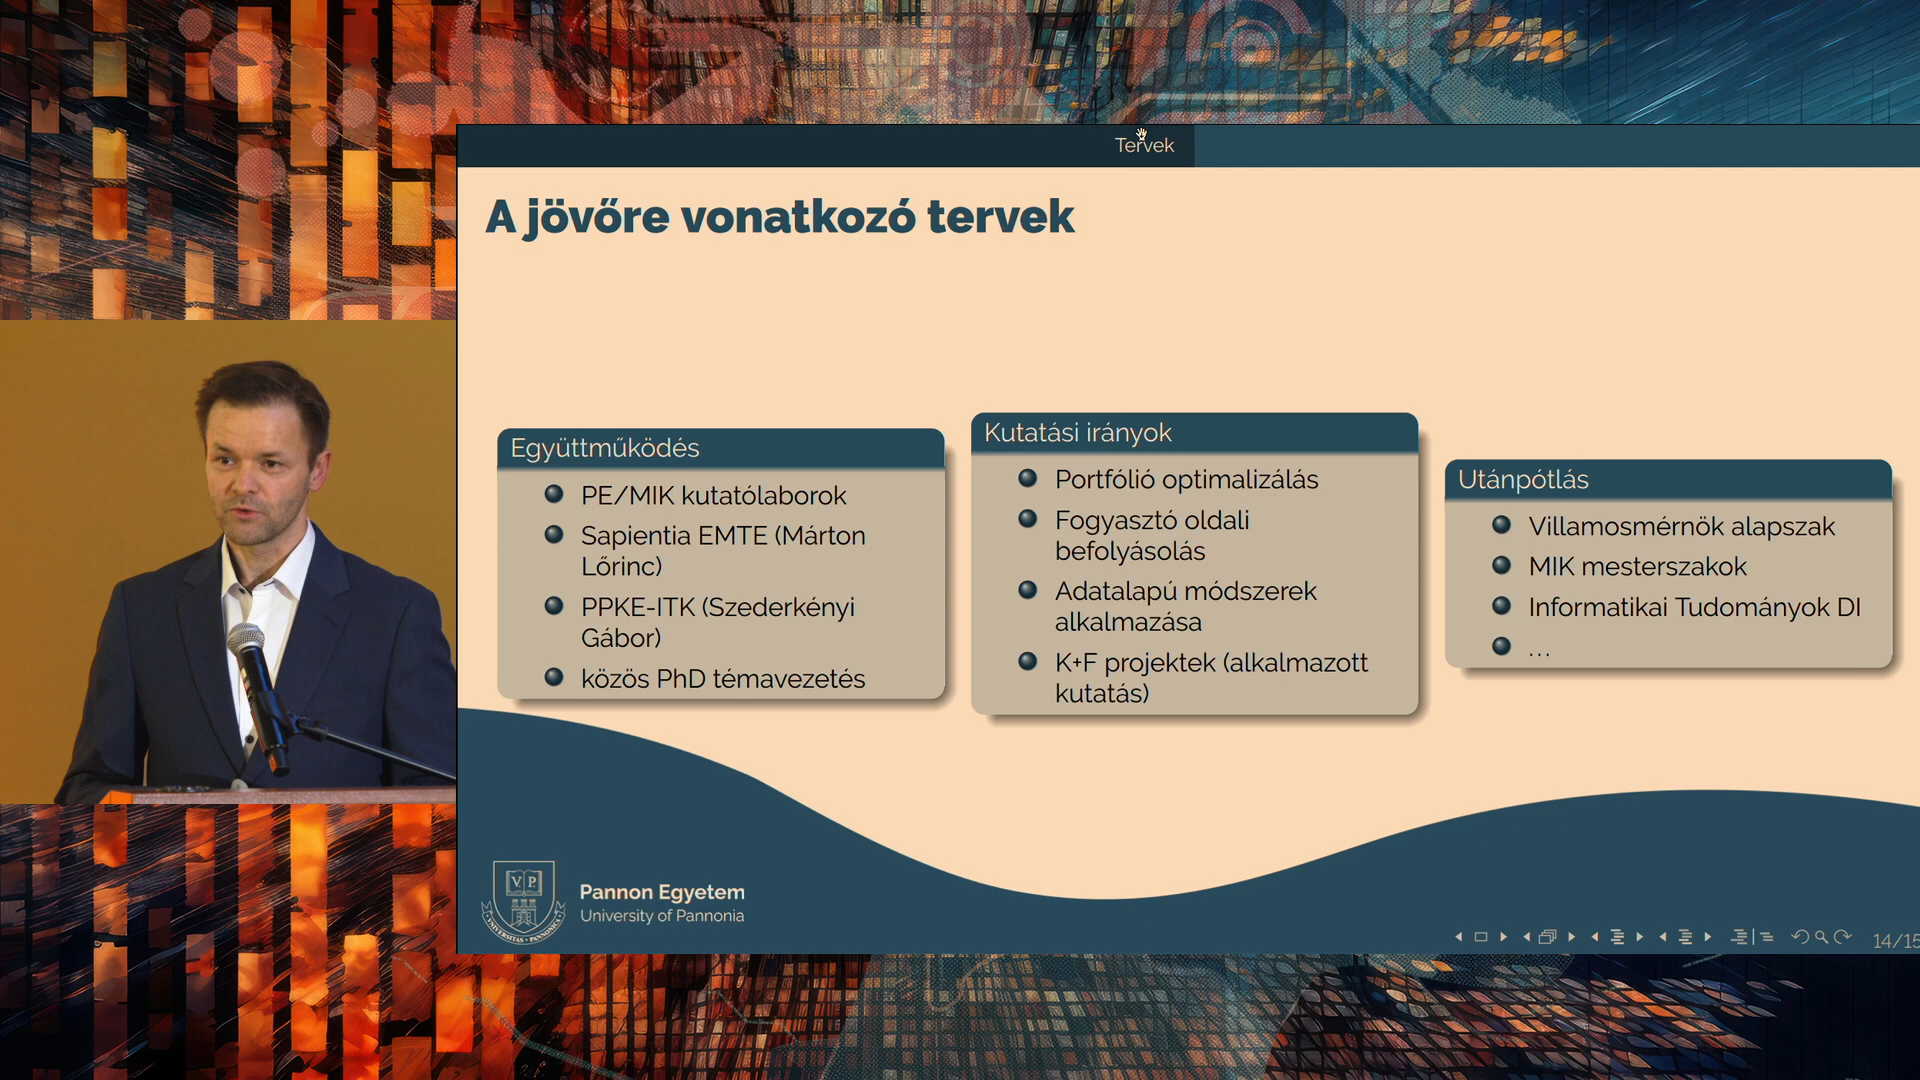 Tervek
A jövőre vonatkozó tervek
Együttműködés
PE/MIK kutatólaborok
Sapientia EMTE (Márton
Lőrinc)
PPKE-ITK (Szederkényi
Gábor)
közös PhD témavezetés
Kutatási irányok
Portfólió optimalizálás
Fogyasztó oldali
befolyásolás
Adatalapú módszerek
alkalmazása
K+F projektek (alkalmazott
kutatás)
Utánpótlás
Villamosmérnök alapszak
MIK mesterszakok
Informatikai Tudományok DI
...
V P
UNIVERSITAS · PANNONICA
Pannon Egyetem
University of Pannonia
14/15